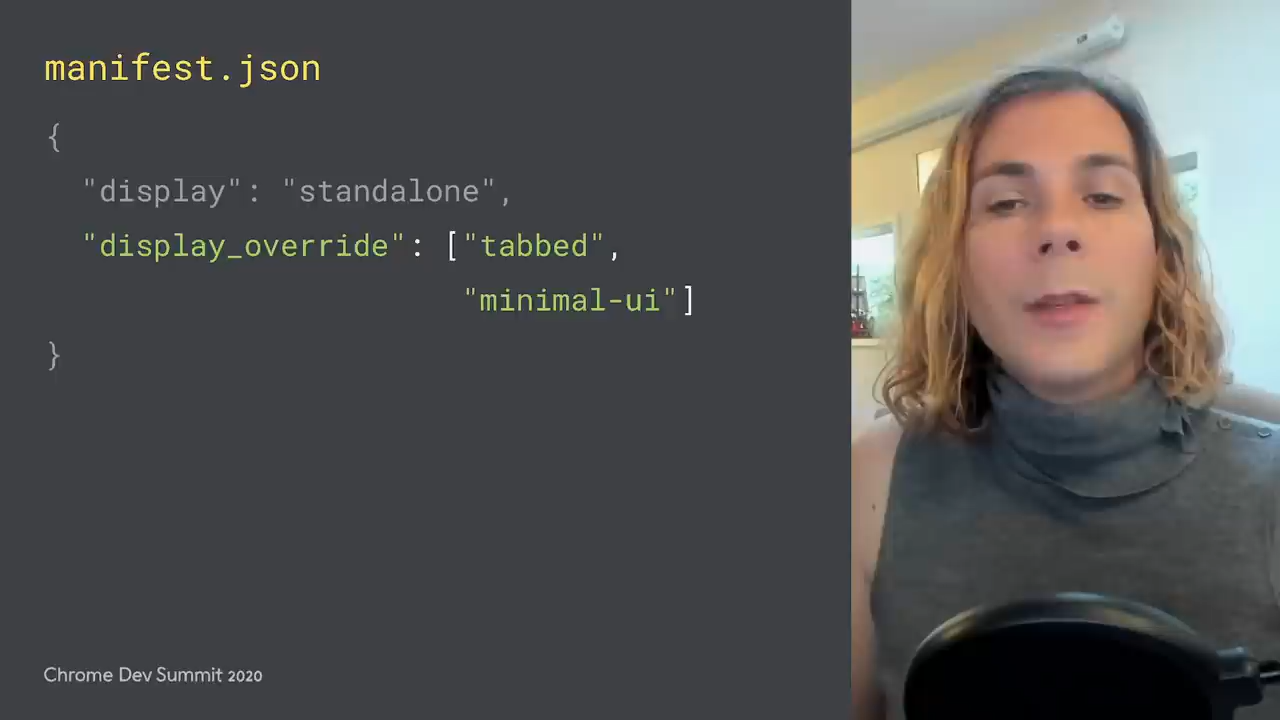 manifest.json
{
"display": "standalone",
"display_override": ["tabbed",
"minimal-ui"]
}
Chrome Dev Summit 2020